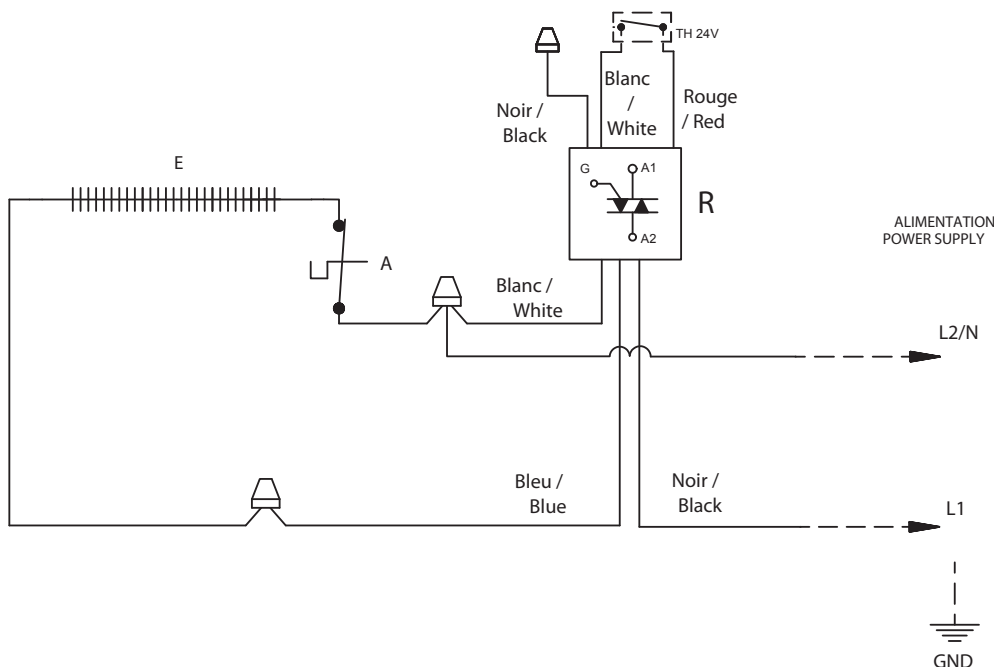 TH 24V
Blanc
/
White
Rouge
/ Red
Noir /
Black
E
G
A1
A2
R
A
ALIMENTATION
POWER SUPPLY
Blanc /
White
L2/N
Bleu /
Blue
Noir /
Black
L1
GND